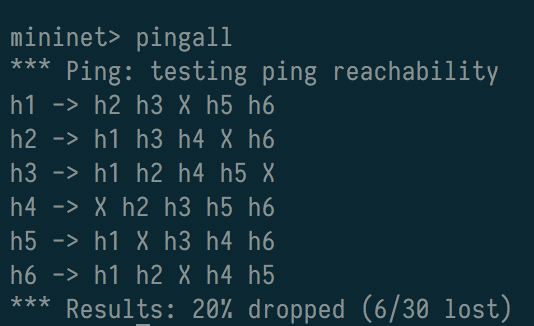 mininet> pingall
*** Ping: testing ping reachability
h1 -> h2 h3 X h5 h6
h2 -> h1 h3 h4 X h6
h3 -> h1 h2 h4 h5 X
h4 -> X h2 h3 h5 h6
h5 -> h1 X h3 h4 h6
h6 -> h1 h2 X h4 h5
*** Results: 20% dropped (6/30 lost)